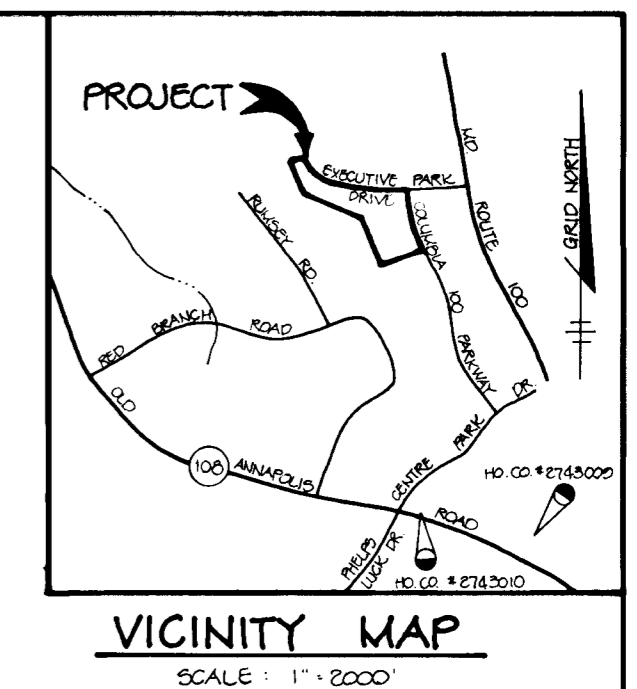 PROJECT
EXECUTIVE PARK
DRIVE
MD.
ROUTE
100
GRID NORTH
RUMSEY
RD.
COLUMBIA
100
PARKWAY
RED BRANCH ROAD
OLD
108 ANNAPOLIS
ROAD
CENTRE PARK DR.
HO. CO. #2743009
PHELPS
LUCK DR.
HO. CO. #2743010
VICINITY MAP
SCALE : 1" = 2000'